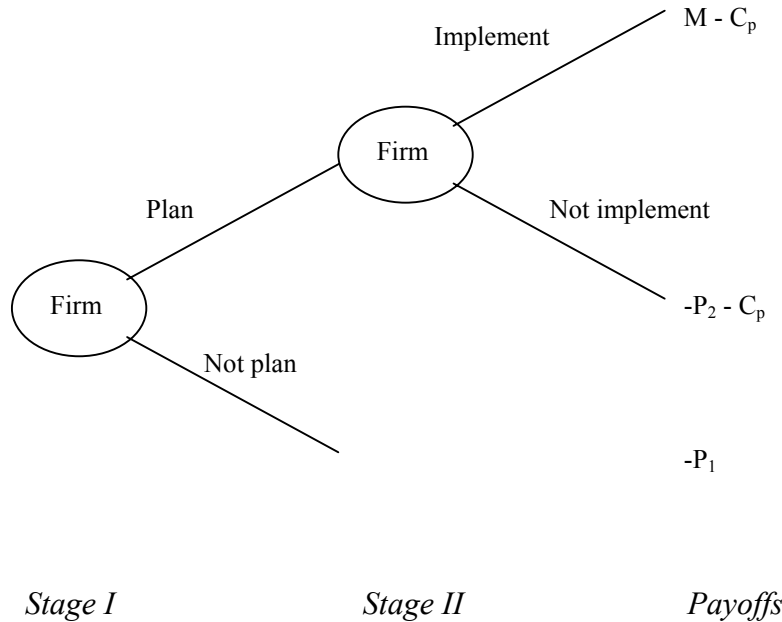 M - Cₚ
Implement
Firm
Plan
Not implement
Firm
-P₂ - Cₚ
Not plan
-P₁
Stage I Stage II Payoffs